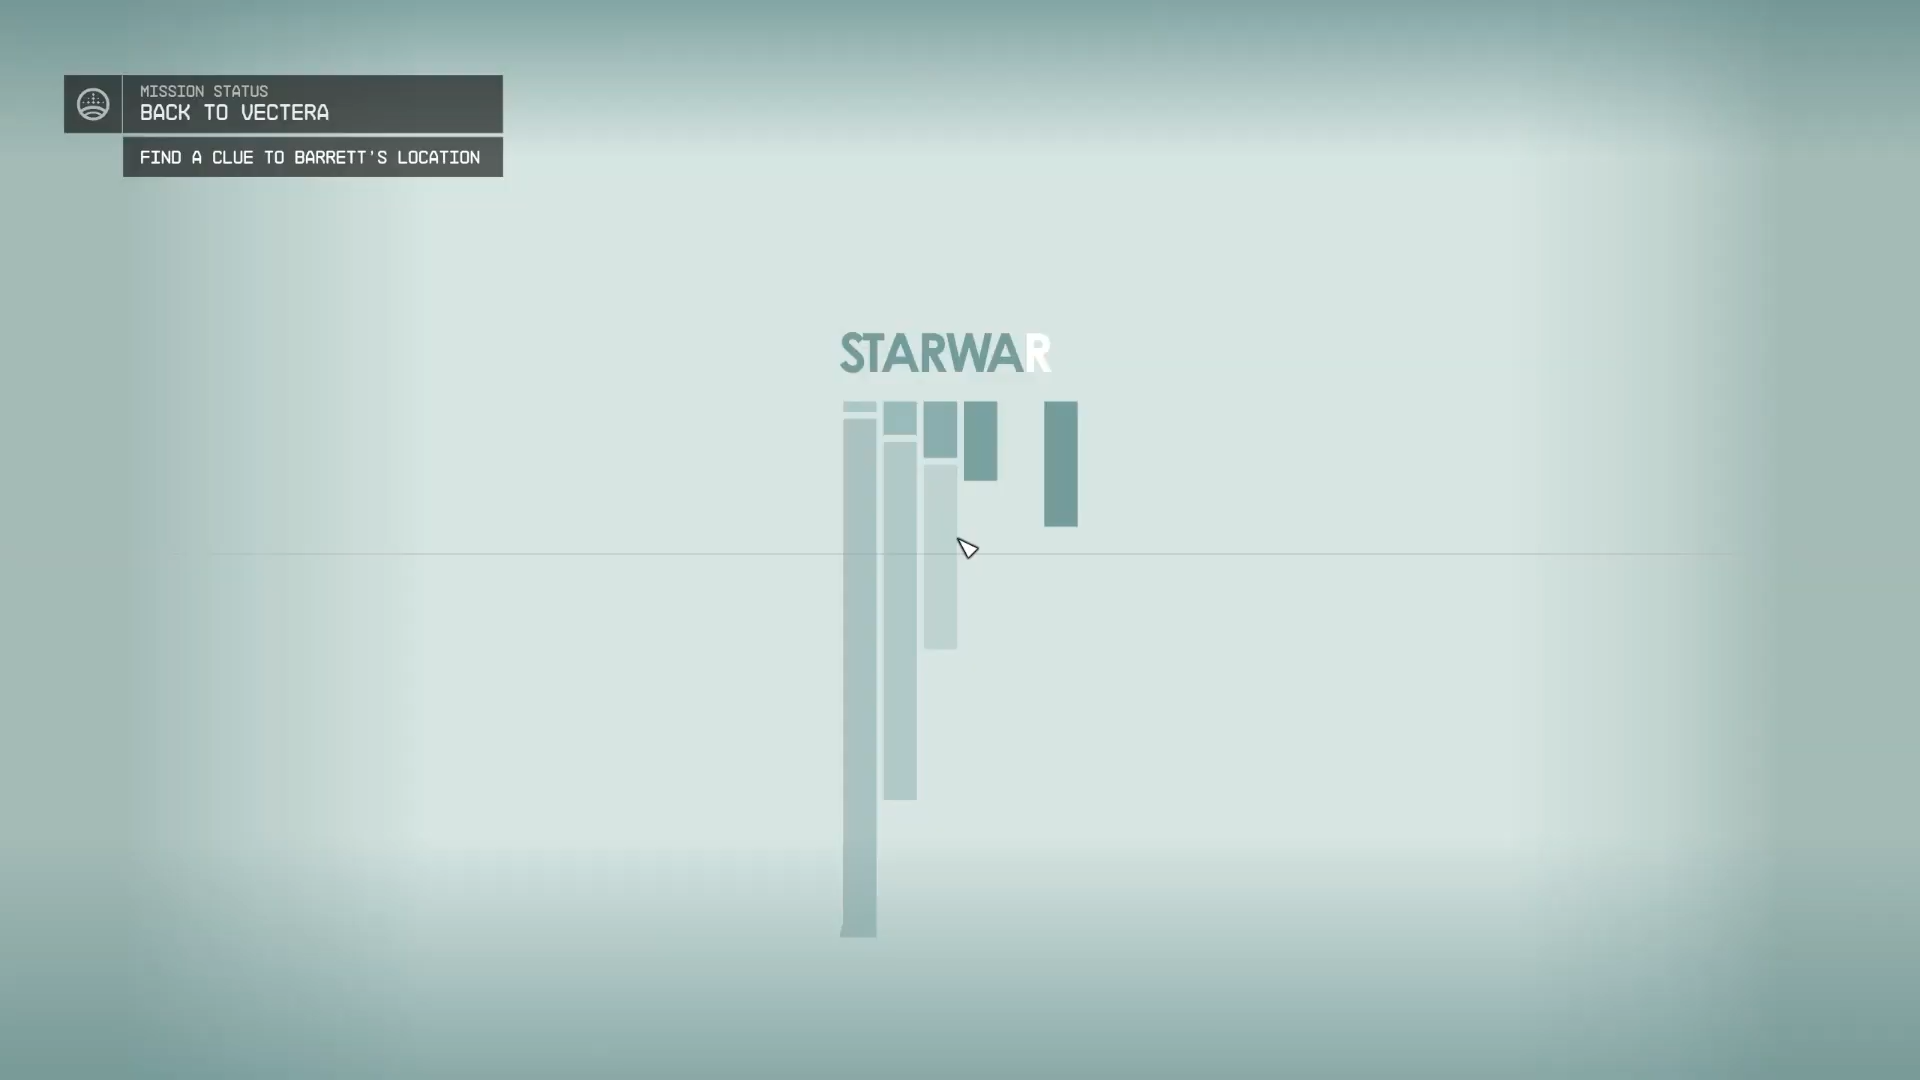 MISSION STATUS
BACK TO VECTERA
FIND A CLUE TO BARRETT'S LOCATION
STARWAR